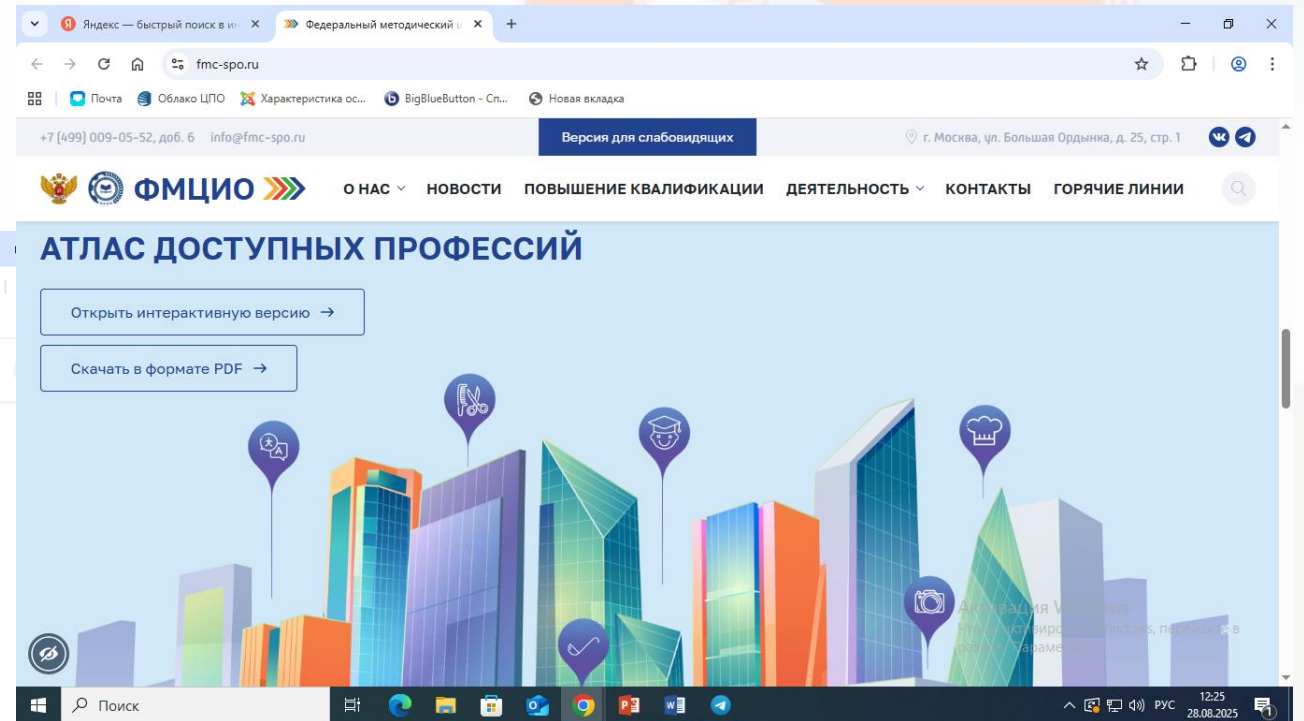 Яндекс — быстрый поиск в ин
Федеральный методический ц
fmc-spo.ru
Почта Облако ЦПО Характеристика ос... BigBlueButton - Сп... Новая вкладка
+7 (499) 009-05-52, доб. 6 info@fmc-spo.ru Версия для слабовидящих г. Москва, ул. Большая Ордынка, д. 25, стр. 1
ФМЦИО О НАС НОВОСТИ ПОВЫШЕНИЕ КВАЛИФИКАЦИИ ДЕЯТЕЛЬНОСТЬ КОНТАКТЫ ГОРЯЧИЕ ЛИНИИ
АТЛАС ДОСТУПНЫХ ПРОФЕССИЙ
Открыть интерактивную версию →
Скачать в формате PDF →
Активация Windows
Поиск
РУС
12:25
28.08.2025